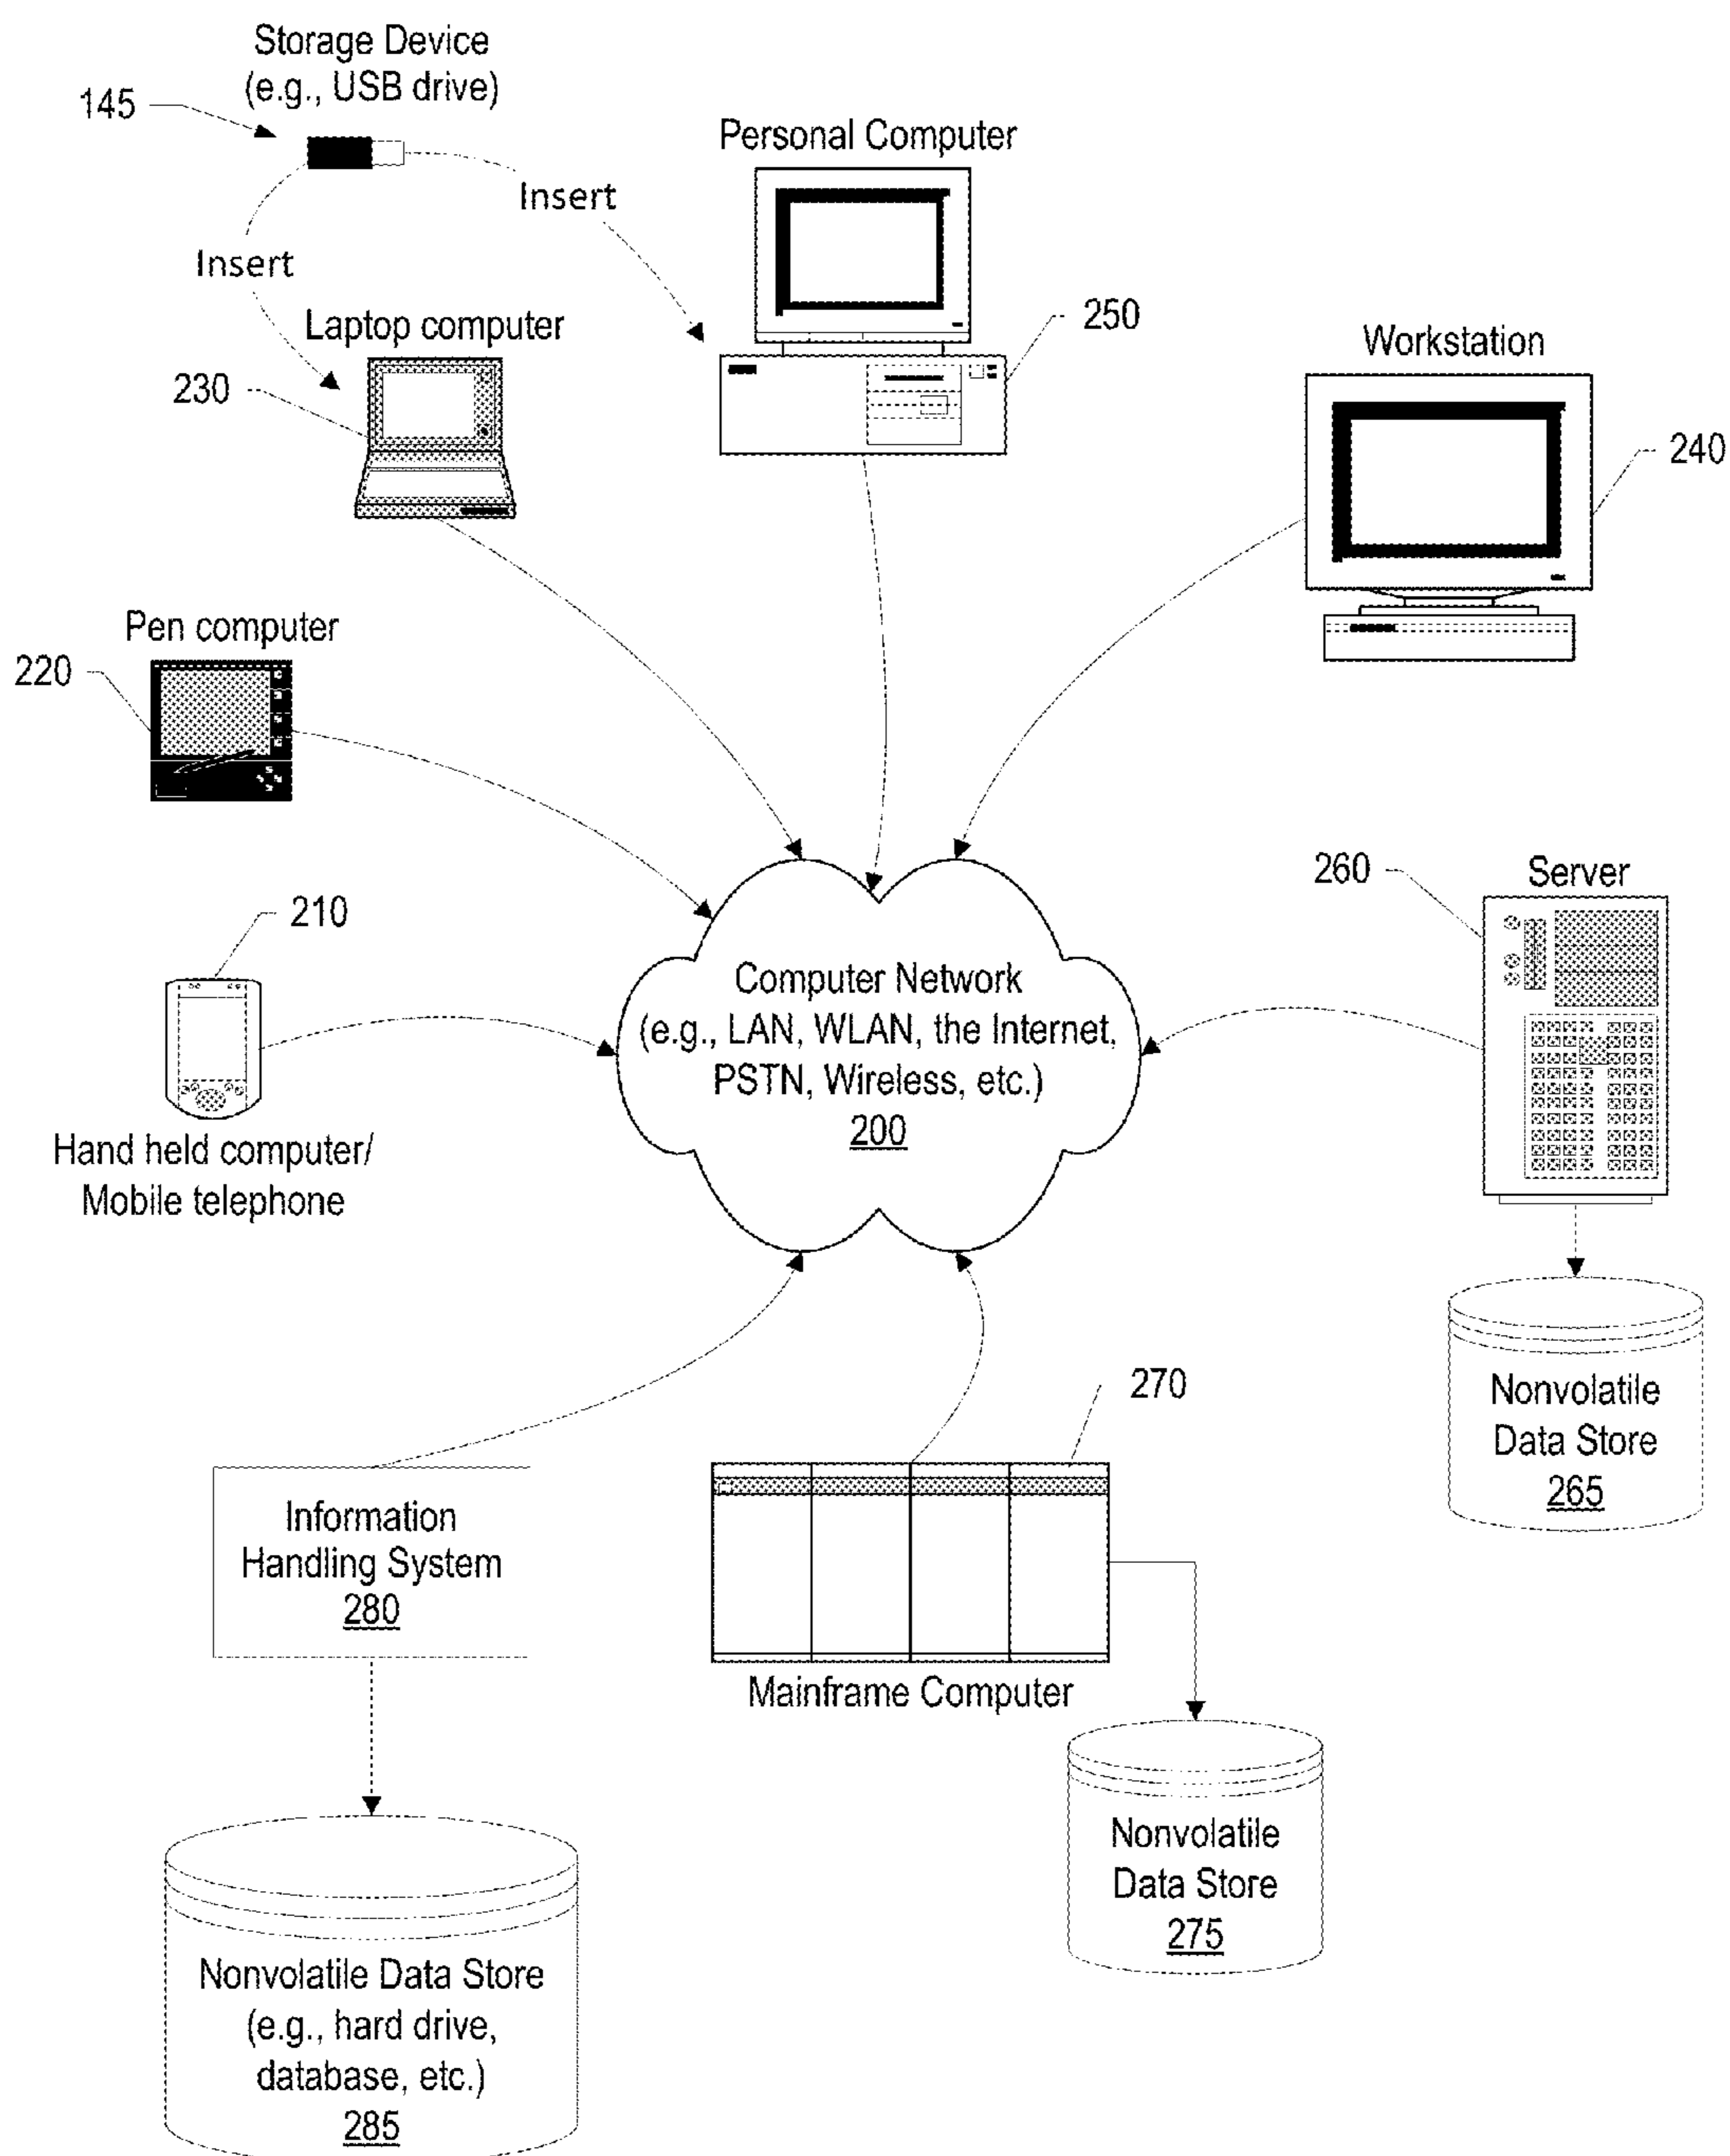 Storage Device
(e.g., USB drive)
145
Personal Computer
Insert
Insert
250
Laptop computer
230
Workstation
240
Pen computer
220
210
Hand held computer/
Mobile telephone
Computer Network
(e.g., LAN, WLAN, the Internet,
PSTN, Wireless, etc.)
200
260
Server
Nonvolatile
Data Store
265
270
Mainframe Computer
Information
Handling System
280
Nonvolatile
Data Store
275
Nonvolatile Data Store
(e.g., hard drive,
database, etc.)
285